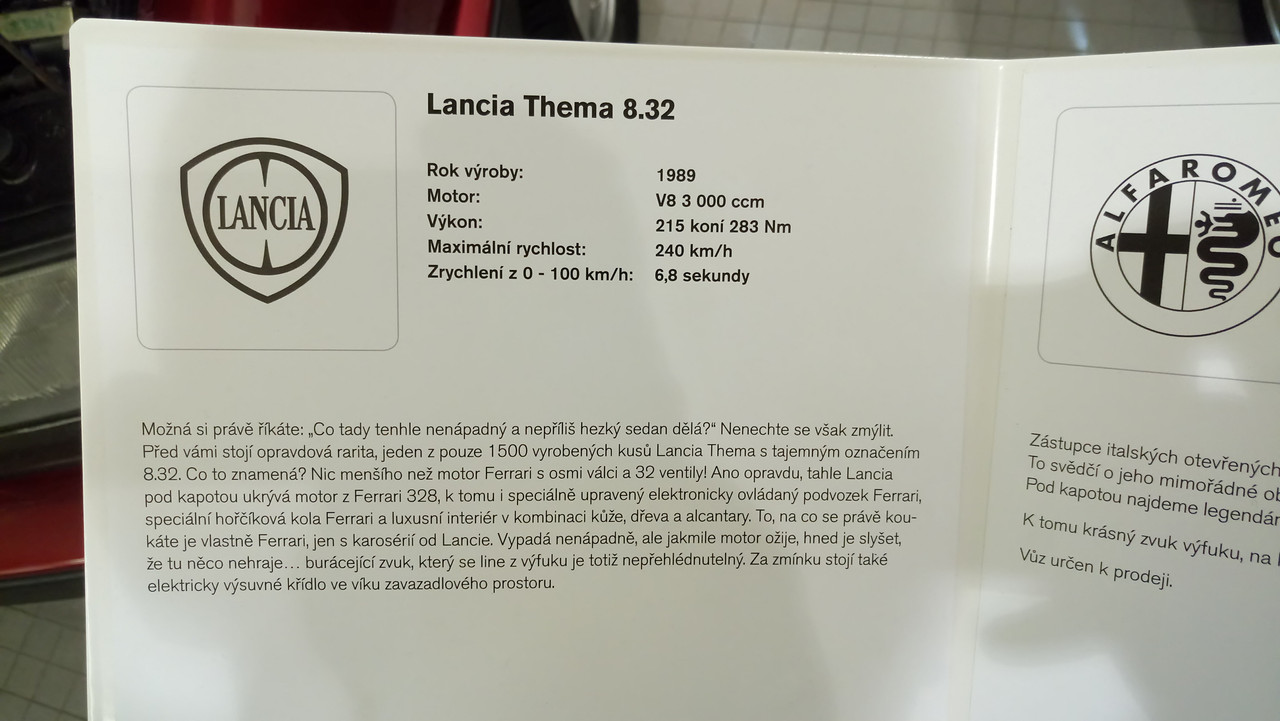 LANCIA
Lancia Thema 8.32
Rok výroby: 1989
Motor: V8 3 000 ccm
Výkon: 215 koní 283 Nm
Maximální rychlost: 240 km/h
Zrychlení z 0 - 100 km/h: 6,8 sekundy
Možná si právě říkáte: „Co tady tenhle nenápadný a nepříliš hezký sedan dělá?“ Nenechte se však zmýlit.
Před vámi stojí opravdová rarita, jeden z pouze 1500 vyrobených kusů Lancia Thema s tajemným označením
8.32. Co to znamená? Nic menšího než motor Ferrari s osmi válci a 32 ventily! Ano opravdu, tahle Lancia
pod kapotou ukrývá motor z Ferrari 328, k tomu i speciálně upravený elektronicky ovládaný podvozek Ferrari,
speciální hořčíková kola Ferrari a luxusní interiér v kombinaci kůže, dřeva a alcantary. To, na co se právě kou-
káte je vlastně Ferrari, jen s karosérií od Lancie. Vypadá nenápadně, ale jakmile motor ožije, hned je slyšet,
že tu něco nehraje… burácející zvuk, který se line z výfuku je totiž nepřehlédnutelný. Za zmínku stojí také
elektricky výsuvné křídlo ve víku zavazadlového prostoru.
ALFA ROMEO
Zástupce italských otevřených
To svědčí o jeho mimořádné
Pod kapotou najdeme
K tomu krásný zvuk výfuku, na
Vůz určen k prodeji.